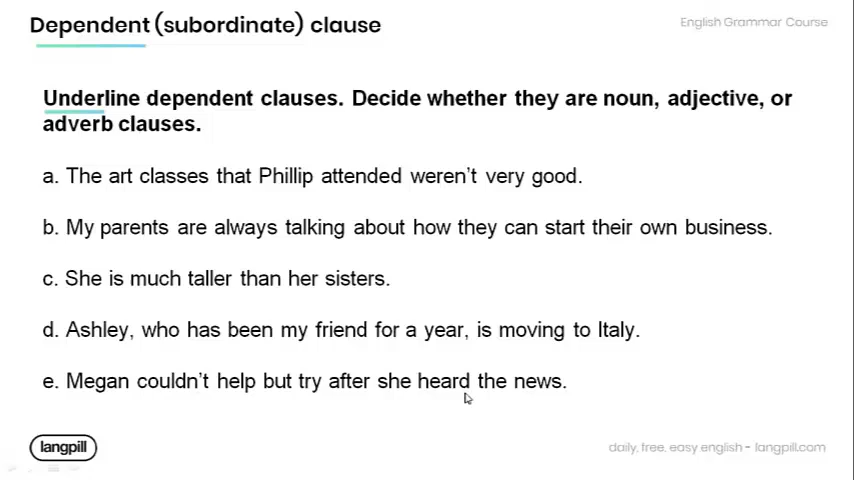 Dependent (subordinate) clause
English Grammar Course
Underline dependent clauses. Decide whether they are noun, adjective, or
adverb clauses.
a. The art classes that Phillip attended weren't very good.
b. My parents are always talking about how they can start their own business.
c. She is much taller than her sisters.
d. Ashley, who has been my friend for a year, is moving to Italy.
e. Megan couldn't help but try after she heard the news.
langpill
daily, free, easy english - langpill.com